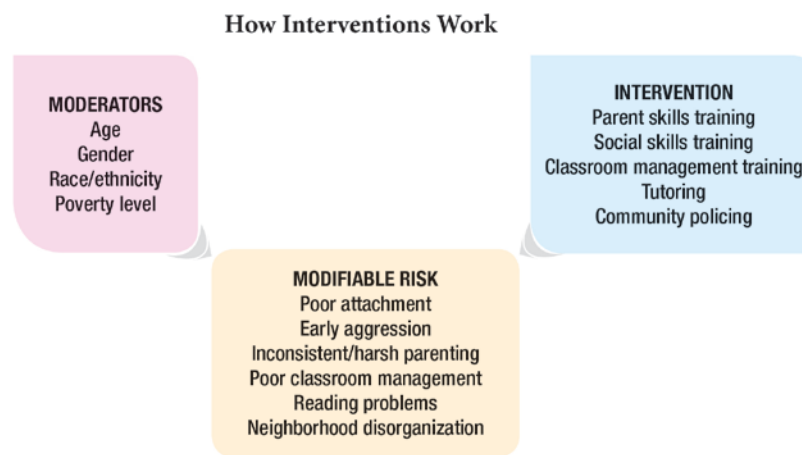 How Interventions Work
MODERATORS
Age
Gender
Race/ethnicity
Poverty level
INTERVENTION
Parent skills training
Social skills training
Classroom management training
Tutoring
Community policing
MODIFIABLE RISK
Poor attachment
Early aggression
Inconsistent/harsh parenting
Poor classroom management
Reading problems
Neighborhood disorganization